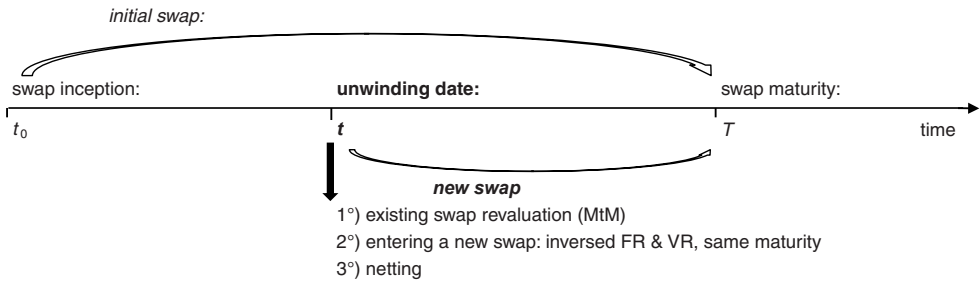 initial swap:
swap inception: unwinding date: swap maturity:
t0 t T time
new swap
1°) existing swap revaluation (MtM)
2°) entering a new swap: inversed FR & VR, same maturity
3°) netting